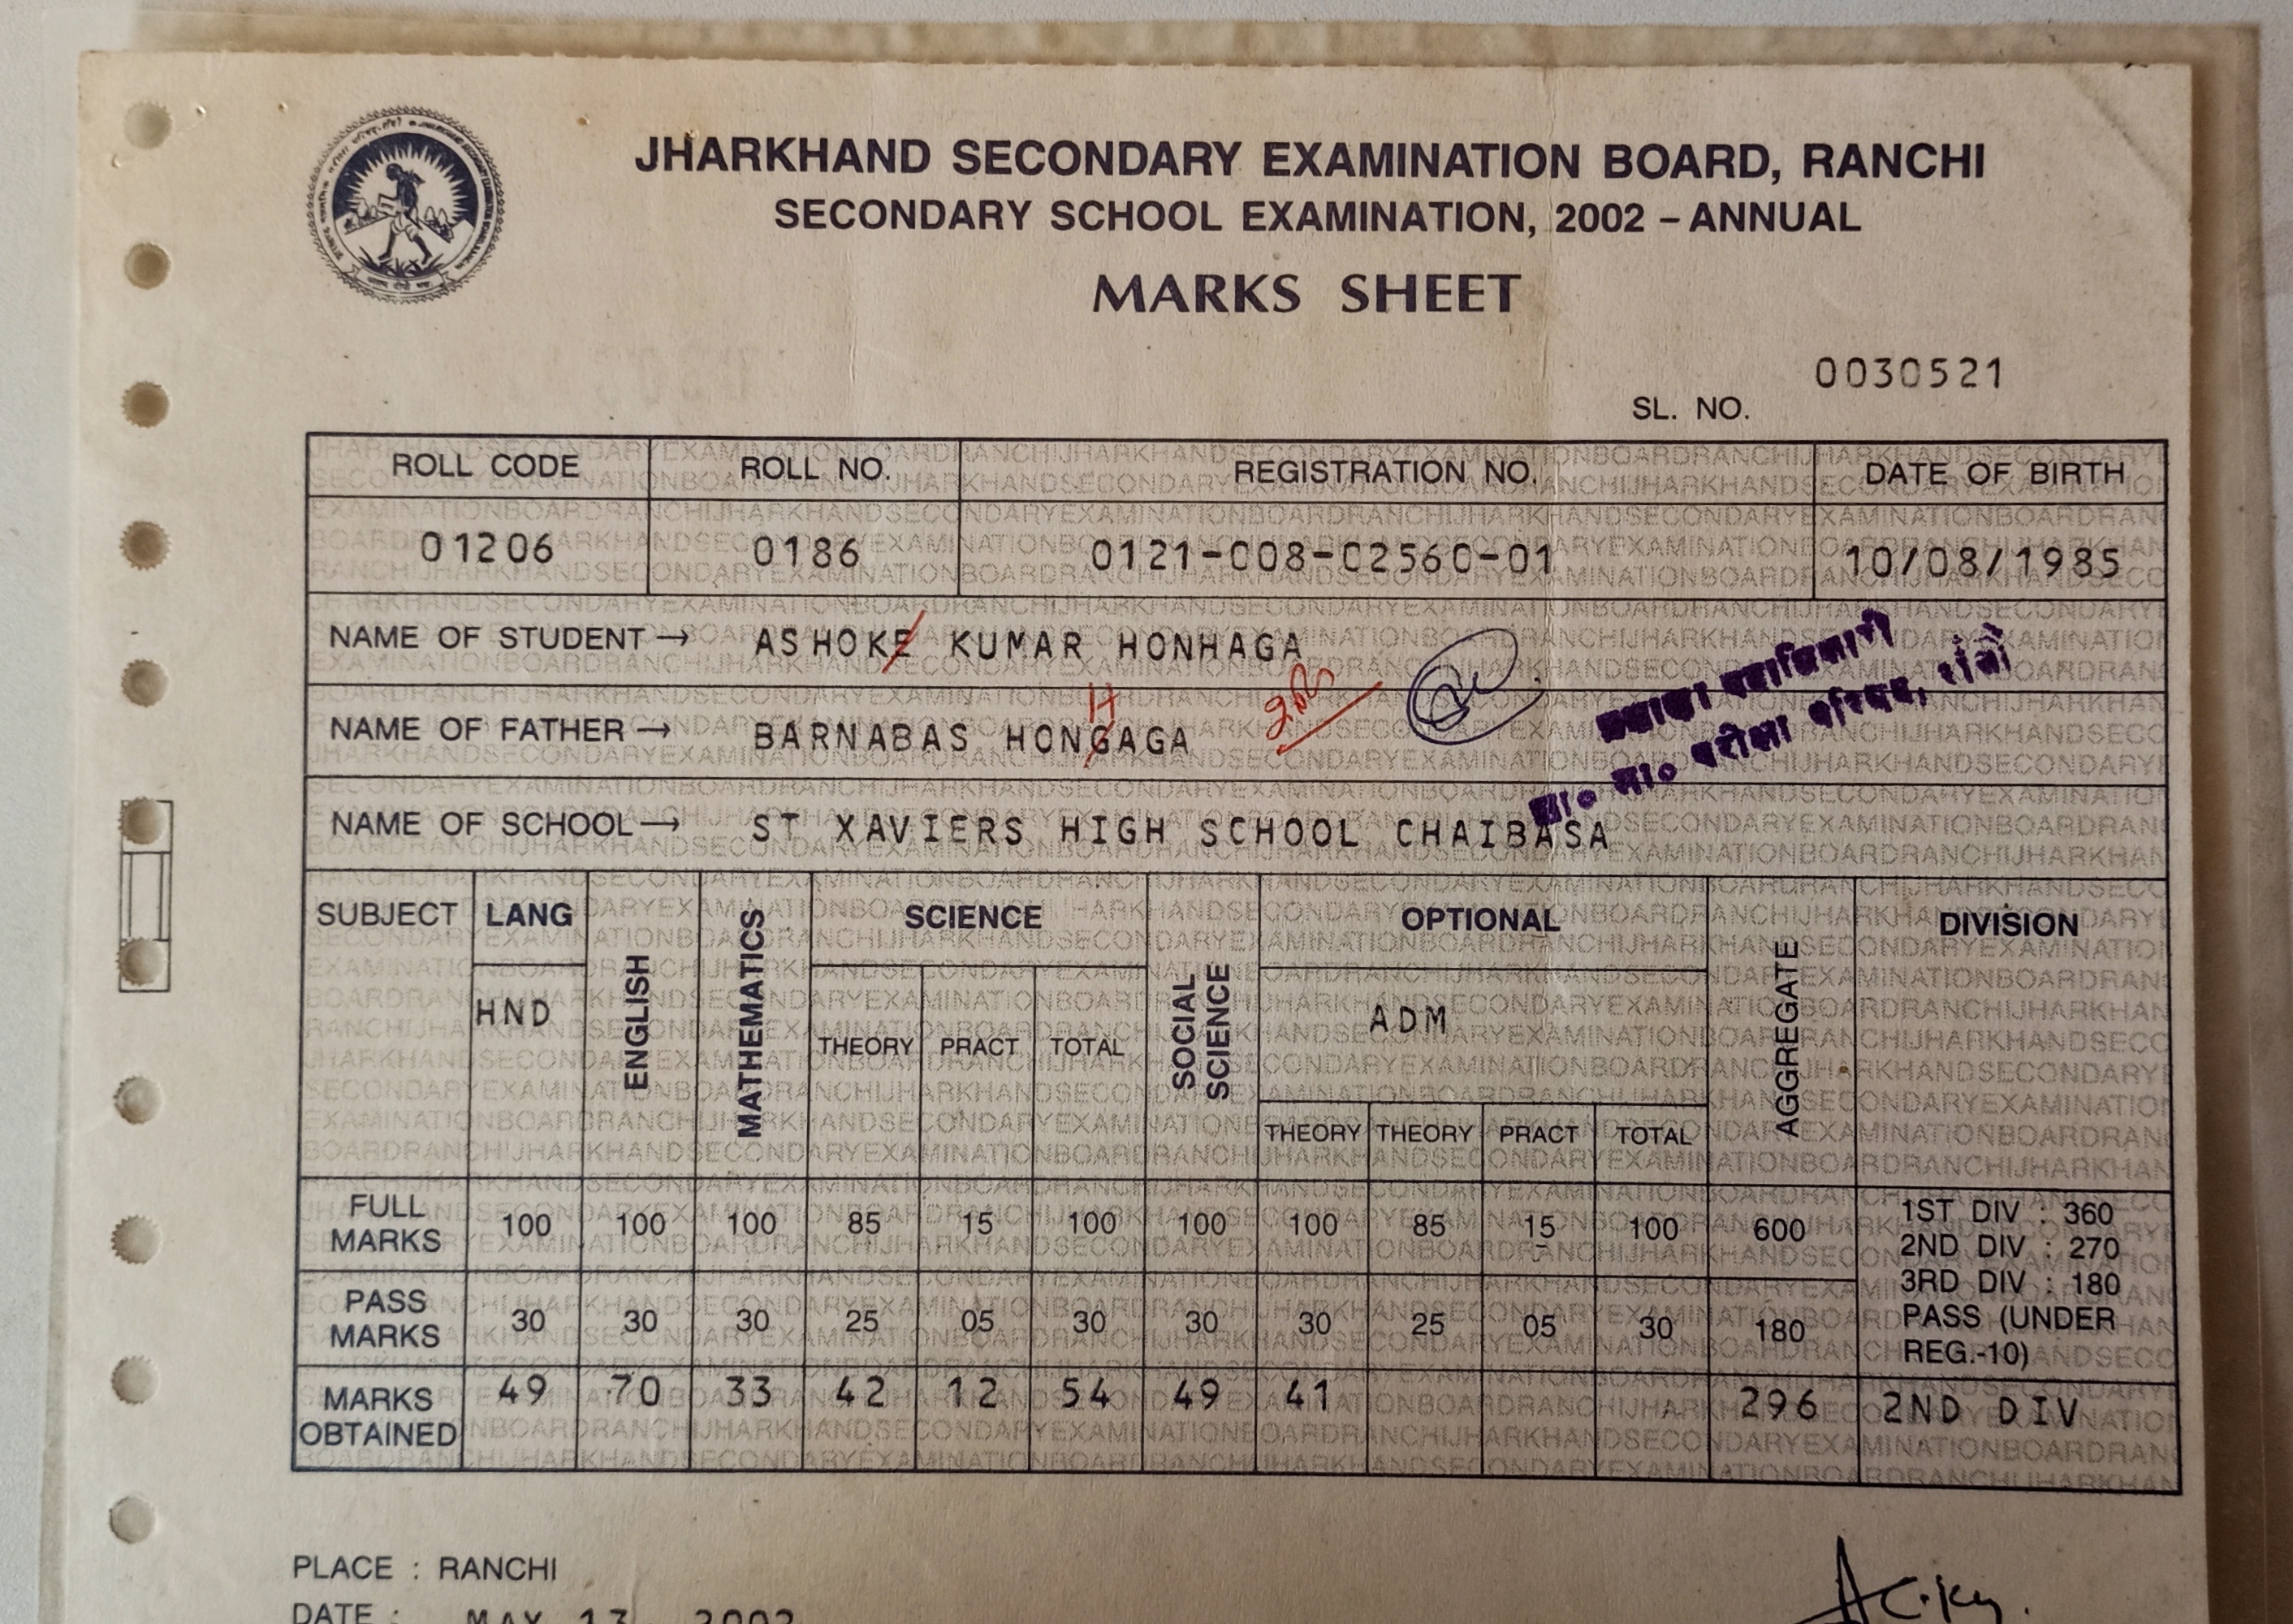 JHARKHAND SECONDARY EXAMINATION BOARD, RANCHI
SECONDARY SCHOOL EXAMINATION, 2002 – ANNUAL
MARKS SHEET
0030521
SL. NO.
ROLL CODE ROLL NO. REGISTRATION NO. DATE OF BIRTH
01206 0186 0121-008-02560-01 10/08/1985
NAME OF STUDENT → ASHOKE KUMAR HONHAGA
H
NAME OF FATHER → BARNABAS HONGAGA
परीक्षा
NAME OF SCHOOL → ST XAVIERS HIGH SCHOOL CHAIBASA
SUBJECT LANG ENGLISH MATHEMATICS SCIENCE SOCIAL SCIENCE OPTIONAL AGGREGATE DIVISION
HND ADM
THEORY PRACT TOTAL
THEORY THEORY PRACT TOTAL
FULL MARKS 100 100 100 85 15 100 100 100 85 15 100 600 1ST DIV : 360
2ND DIV : 270
3RD DIV : 180
PASS MARKS 30 30 30 25 05 30 30 30 25 05 30 180 PASS (UNDER
REG.-10)
MARKS OBTAINED 49 70 33 42 12 54 49 41 296 2ND DIV
PLACE : RANCHI
DATE : MAY 13 2002